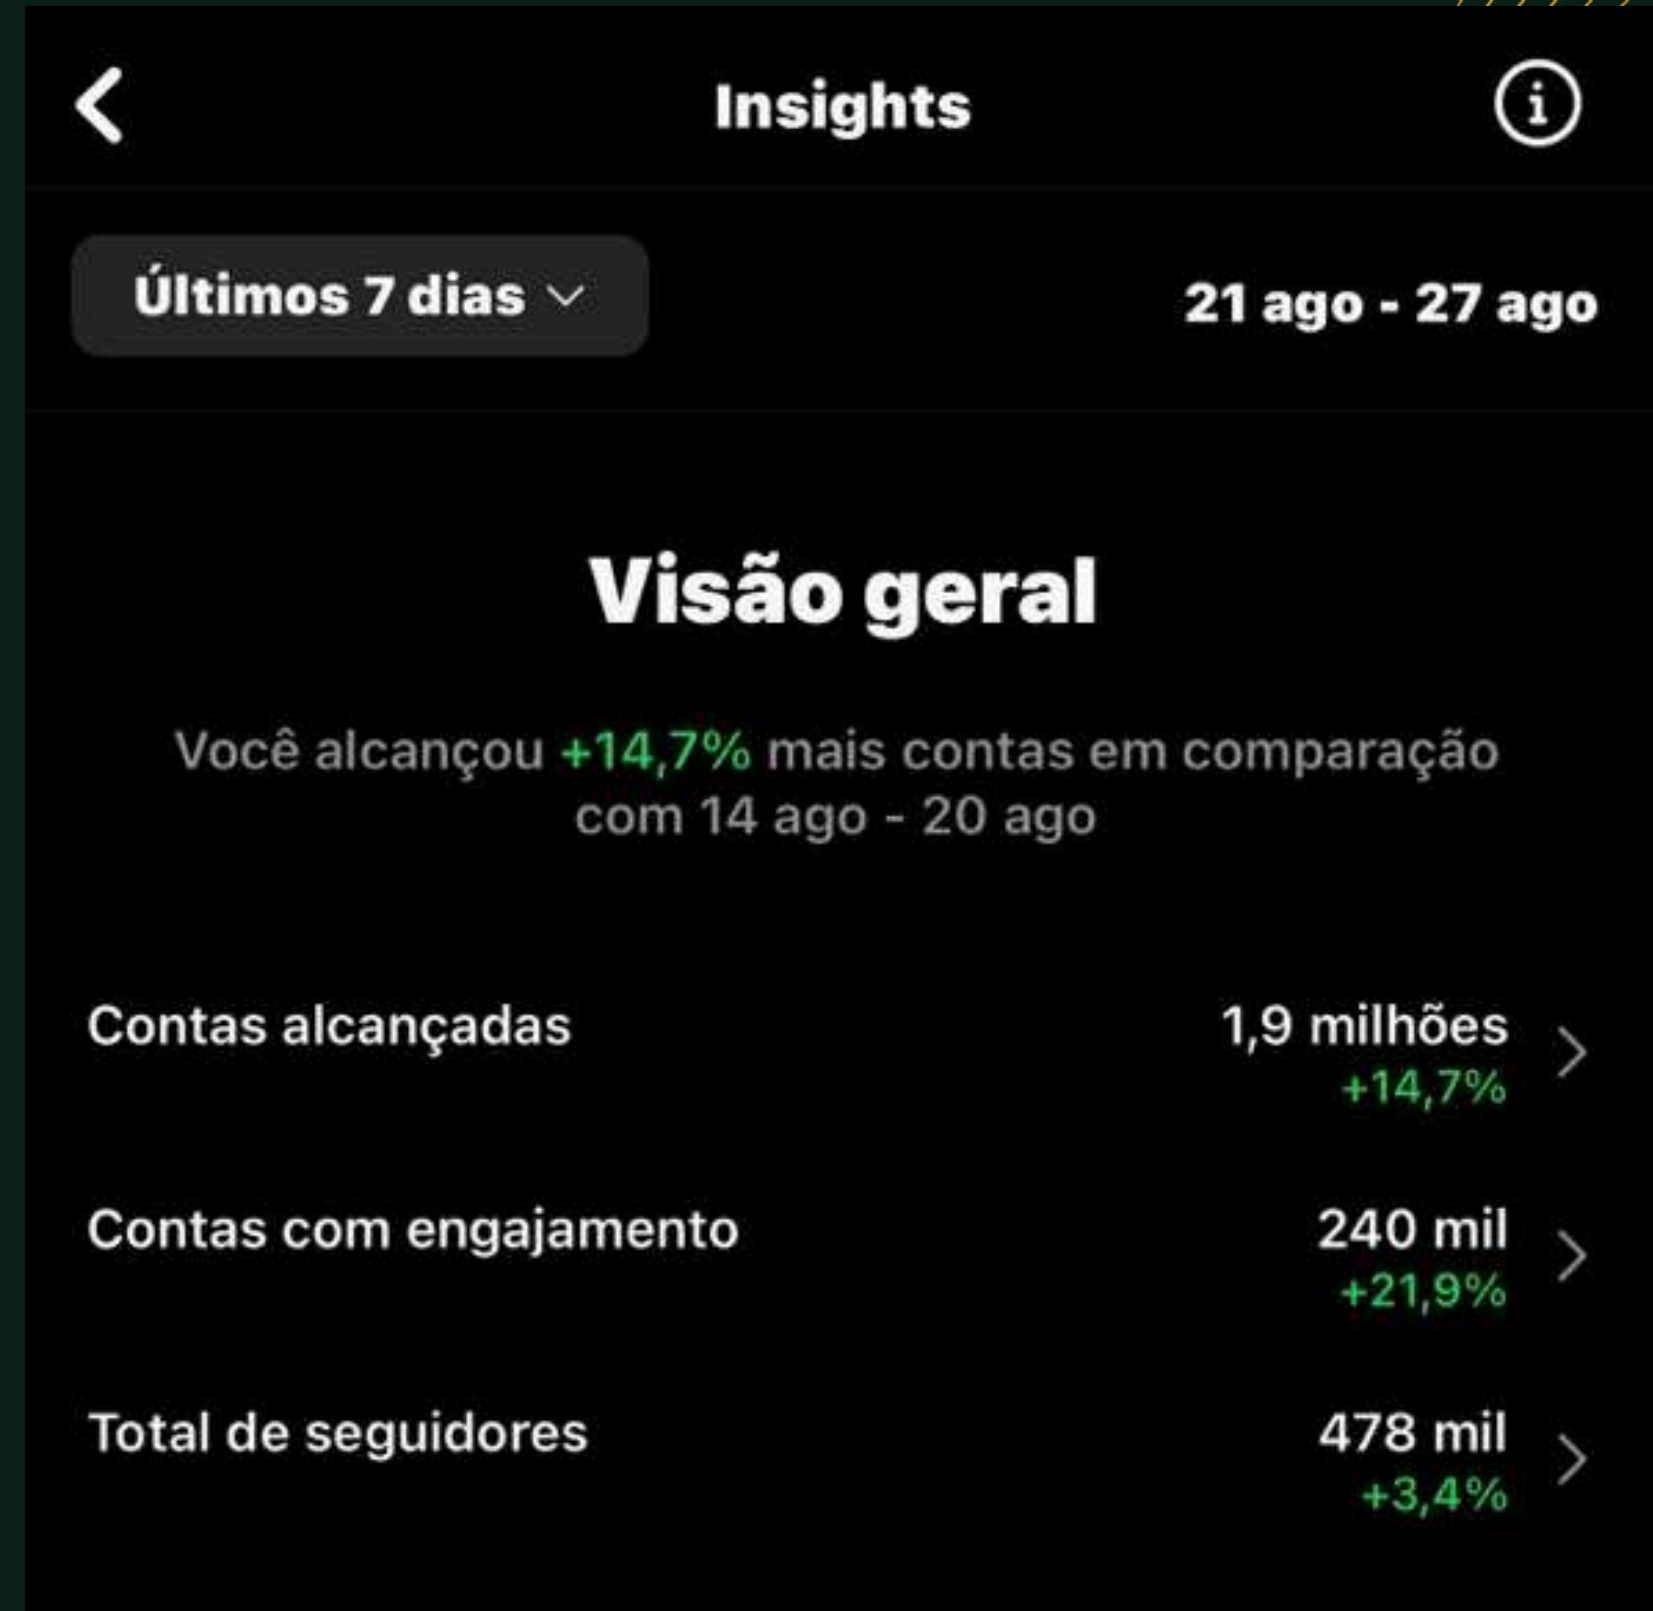 Insights
Últimos 7 dias
21 ago - 27 ago
Visão geral
Você alcançou +14,7% mais contas em comparação
com 14 ago - 20 ago
Contas alcançadas
1,9 milhões
+14,7%
Contas com engajamento
240 mil
+21,9%
Total de seguidores
478 mil
+3,4%